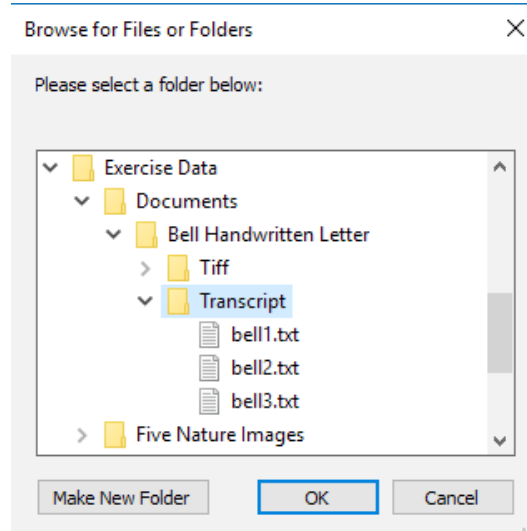 Browse for Files or Folders
Please select a folder below:
Exercise Data
Documents
Bell Handwritten Letter
Tiff
Transcript
bell1.txt
bell2.txt
bell3.txt
Five Nature Images
Make New Folder OK Cancel